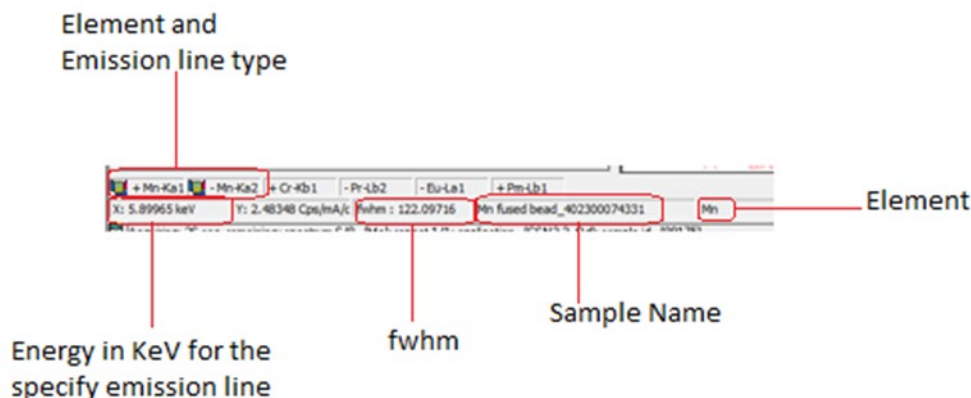 Element and
Emission line type
+ Mn-Ka1 - Mn-Ka2 + Cr-Kb1 - Pr-Lb2 - Eu-La1 + Pm-Lb1
X: 5.89965 keV Y: 2.48348 Cps/mA/c fwhm : 122.09716 Mn fused bead_402300074331 Mn
Element
Sample Name
fwhm
Energy in KeV for the
specify emission line